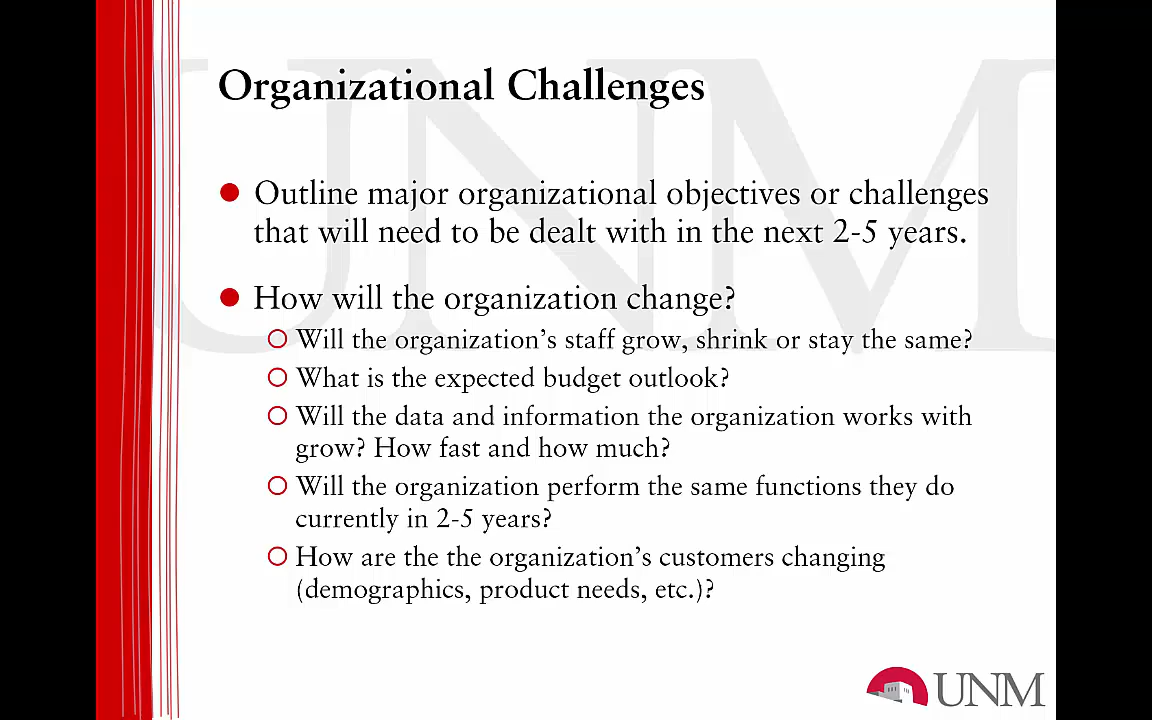 Organizational Challenges
Outline major organizational objectives or challenges
that will need to be dealt with in the next 2-5 years.
How will the organization change?
Will the organization’s staff grow, shrink or stay the same?
What is the expected budget outlook?
Will the data and information the organization works with
grow? How fast and how much?
Will the organization perform the same functions they do
currently in 2-5 years?
How are the the organization’s customers changing
(demographics, product needs, etc.)?
UNM
UNM